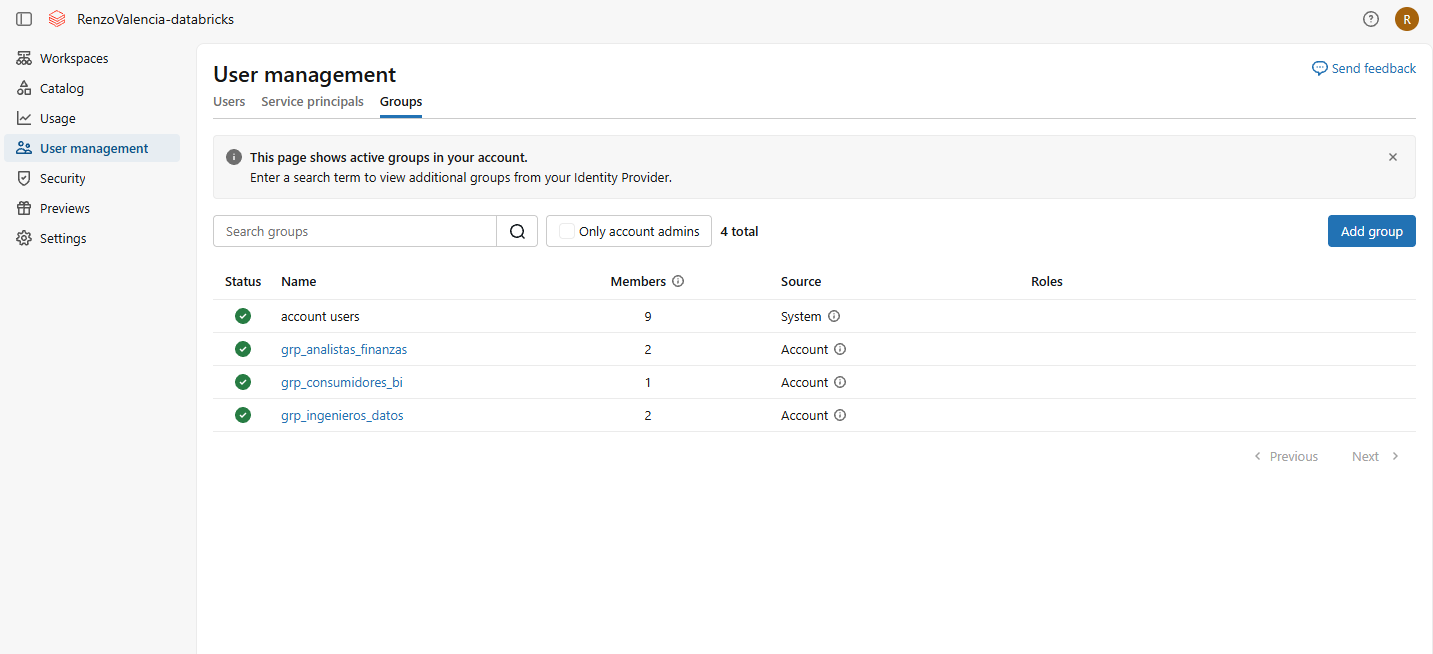 RenzoValencia-databricks
R
Workspaces
Catalog
Usage
User management
Security
Previews
Settings
User management
Send feedback
Users Service principals Groups
This page shows active groups in your account.
Enter a search term to view additional groups from your Identity Provider.
Search groups Only account admins 4 total Add group
Status Name Members Source Roles
account users 9 System
grp_analistas_finanzas 2 Account
grp_consumidores_bi 1 Account
grp_ingenieros_datos 2 Account
Previous Next